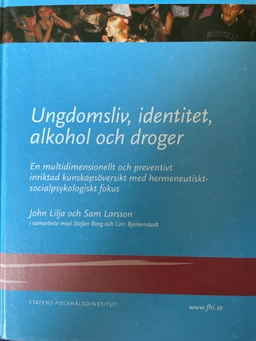 Ungdomsliv, identitet,
alkohol och droger
En multidimensionellt och preventivt
inriktad kunskapsöversikt med hermeneutiskt-
socialpsykologiskt fokus
John Lilja och Sam Larsson
i samarbete med Stefan Borg och Lars Bjerkenstedt
STATENS FOLKHÄLSOINSTITUT
www.fhi.se